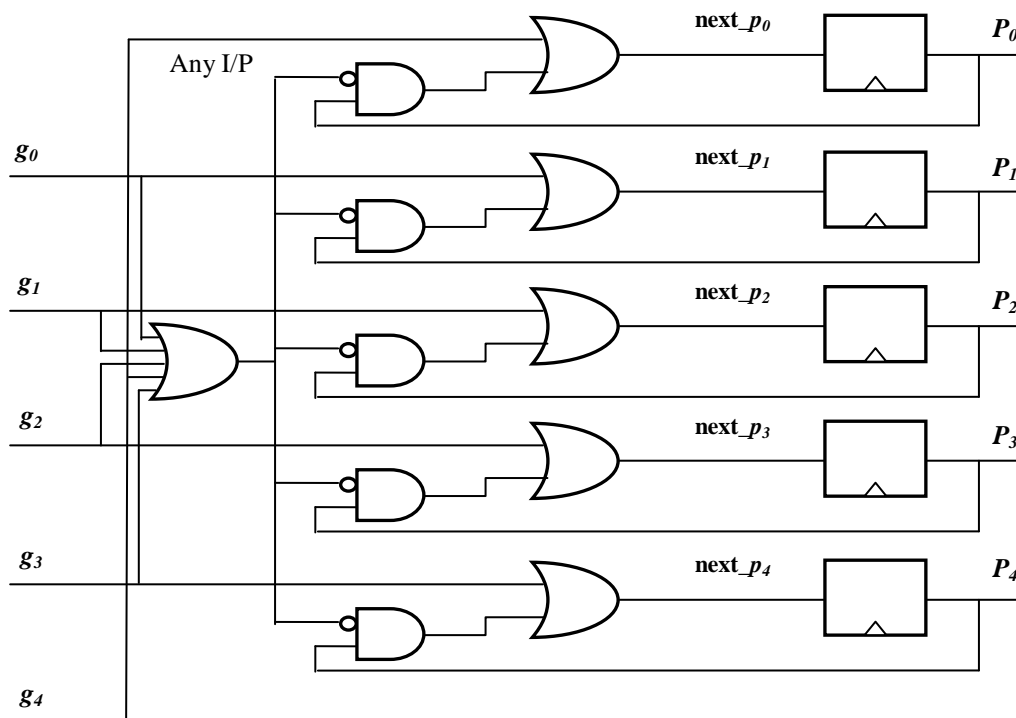 next_p0
P0
Any I/P
g0
next_p1
P1
g1
next_p2
P2
g2
next_p3
P3
g3
next_p4
P4
g4